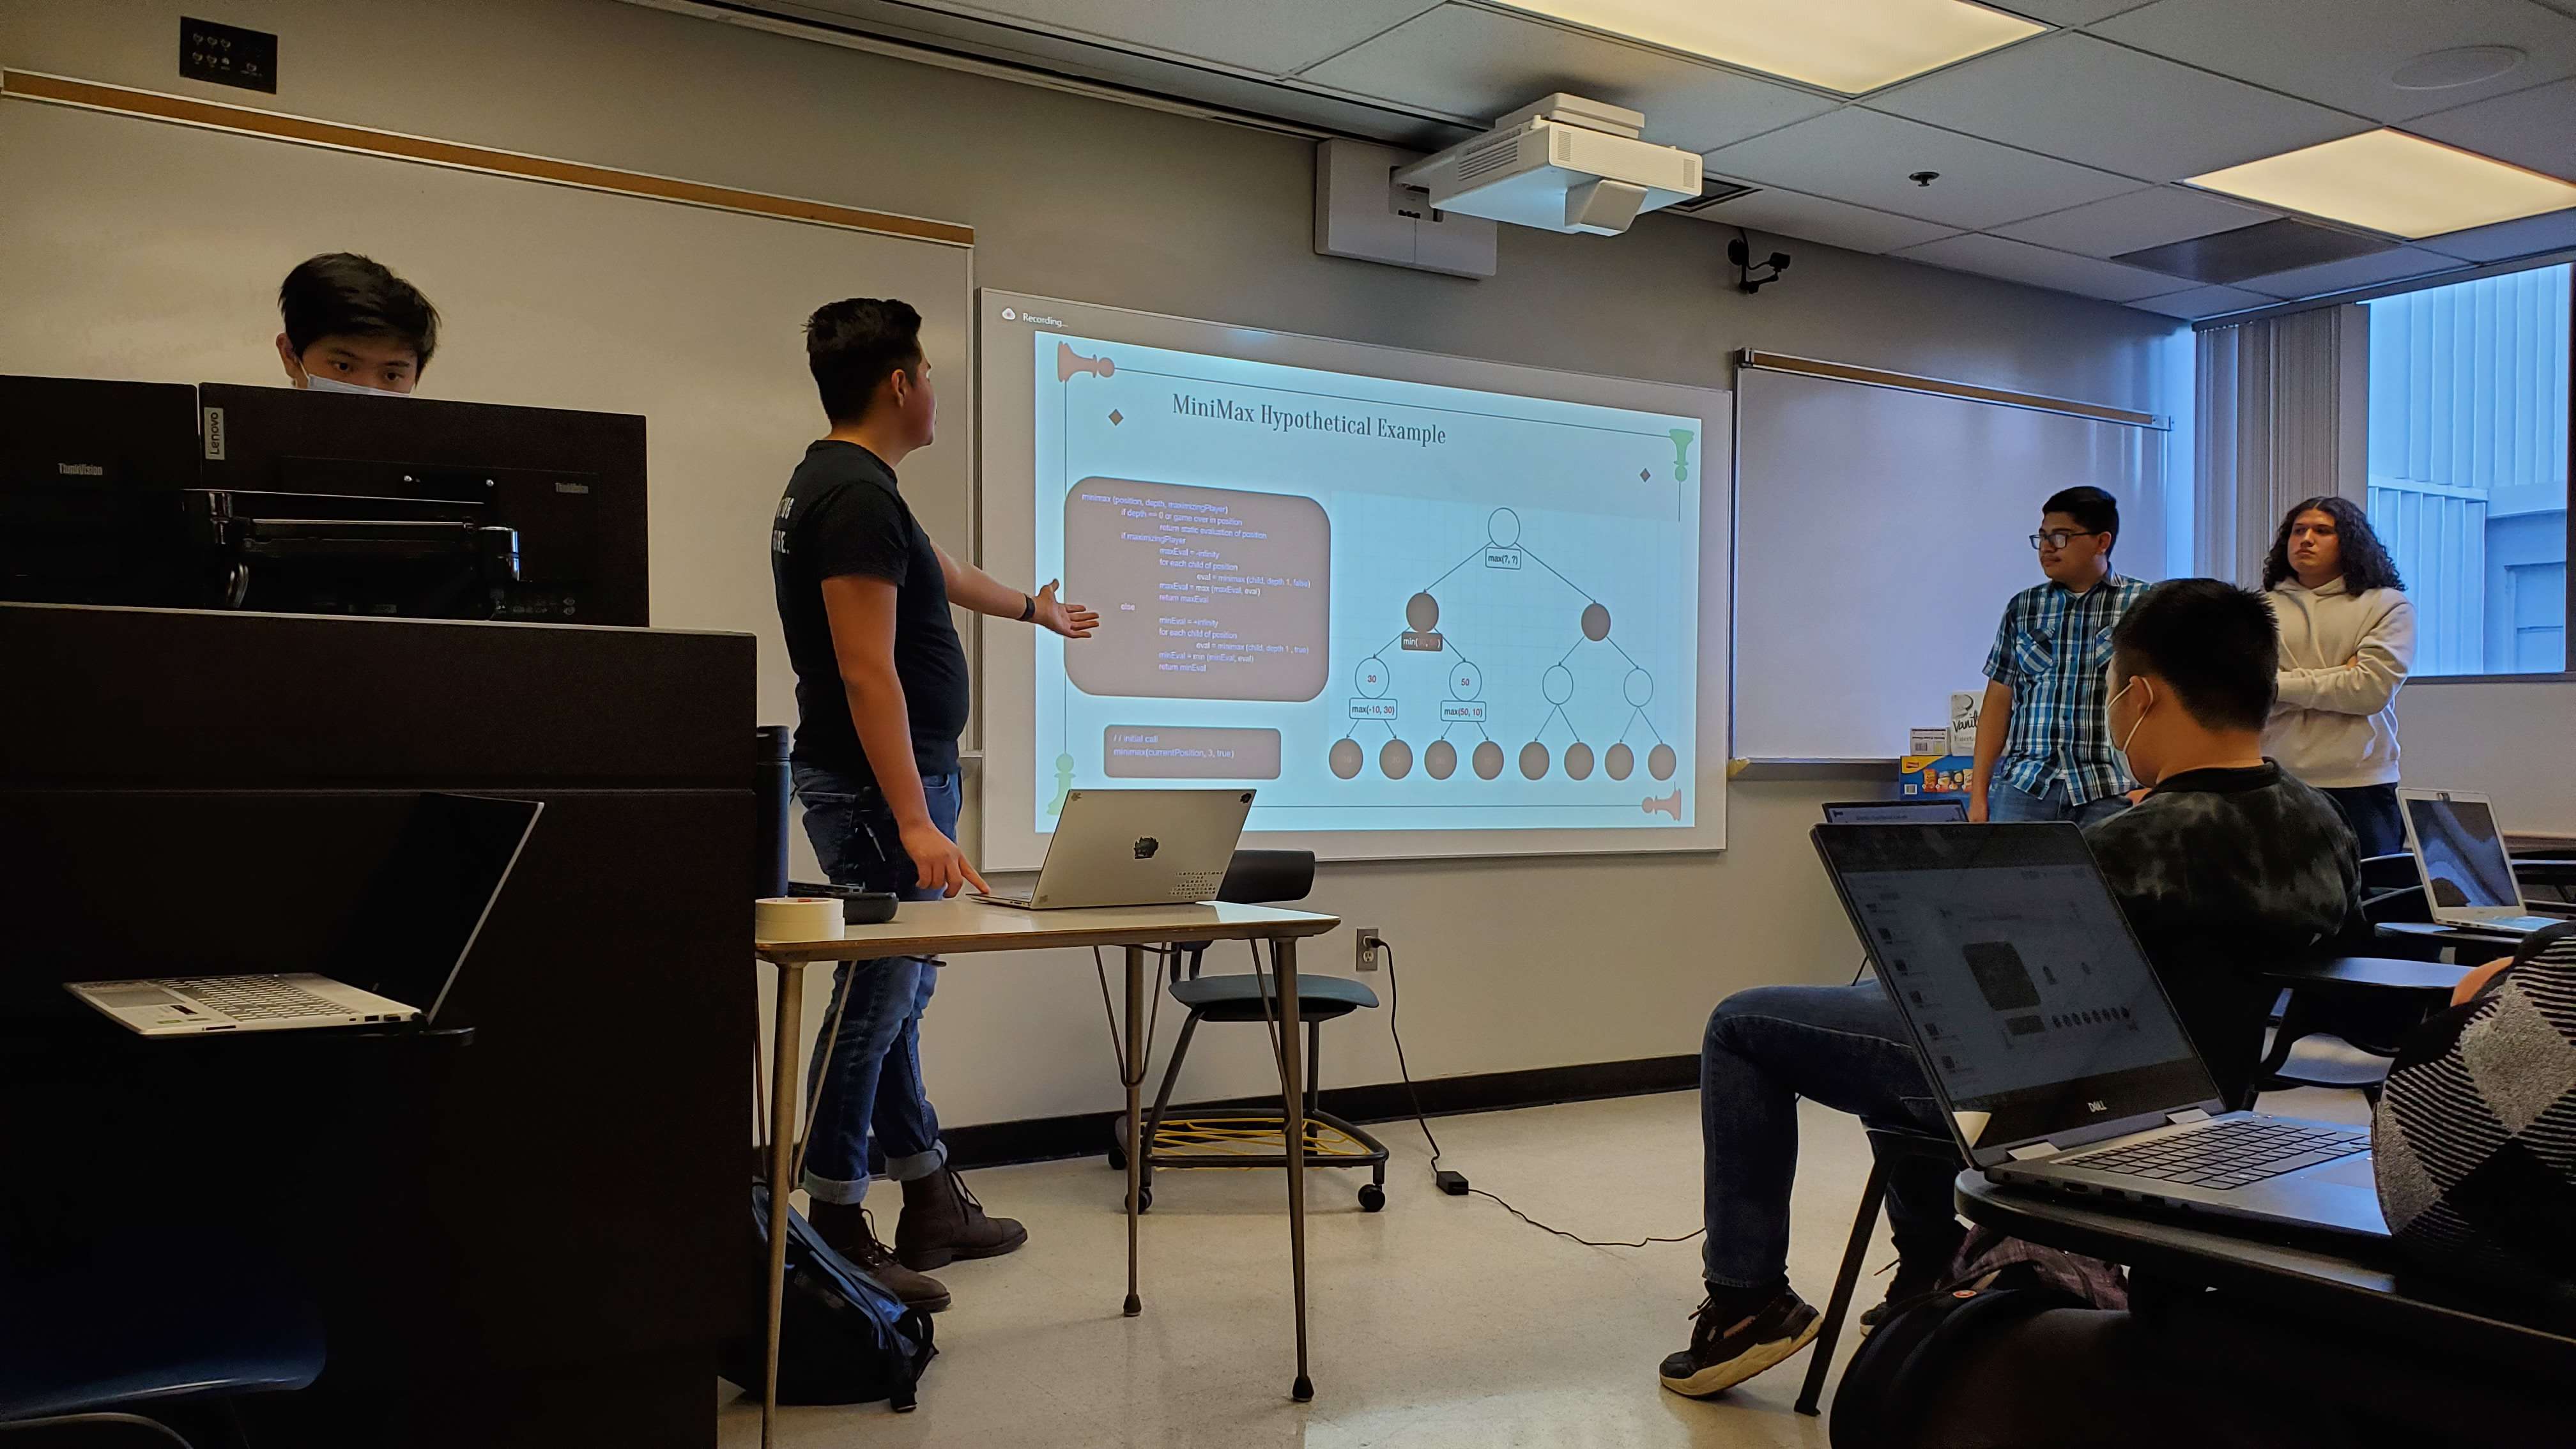 Recording...
MiniMax Hypothetical Example
minimax (position, depth, maximizingPlayer)
if depth == 0 or game over in position
return static evaluation of position
if maximizingPlayer
maxEval = -infinity
for each child of position
eval = minimax (child, depth 1, false)
maxEval = max (maxEval, eval)
return maxEval
else
minEval = +infinity
for each child of position
eval = minimax (child, depth 1 , true)
minEval = min (minEval, eval)
return minEval
// initial call
minimax(currentPosition, 3, true)
max(?, ?)
30
50
max(-10, 30)
max(50, 10)
Lenovo
ThinkVision
ThinkVision
DELL